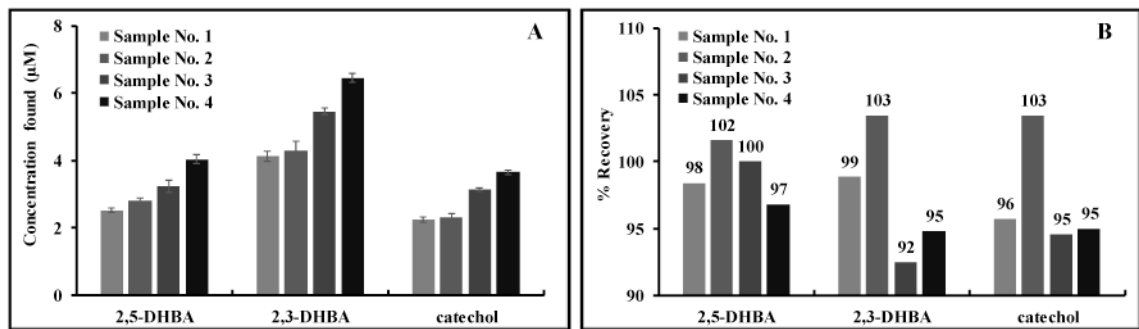 A
Concentration found (µM)
8
6
4
2
0
Sample No. 1
Sample No. 2
Sample No. 3
Sample No. 4
2,5-DHBA
2,3-DHBA
catechol
B
% Recovery
110
105
100
95
90
Sample No. 1
Sample No. 2
Sample No. 3
Sample No. 4
98
102
100
97
99
103
92
95
96
103
95
95
2,5-DHBA
2,3-DHBA
catechol